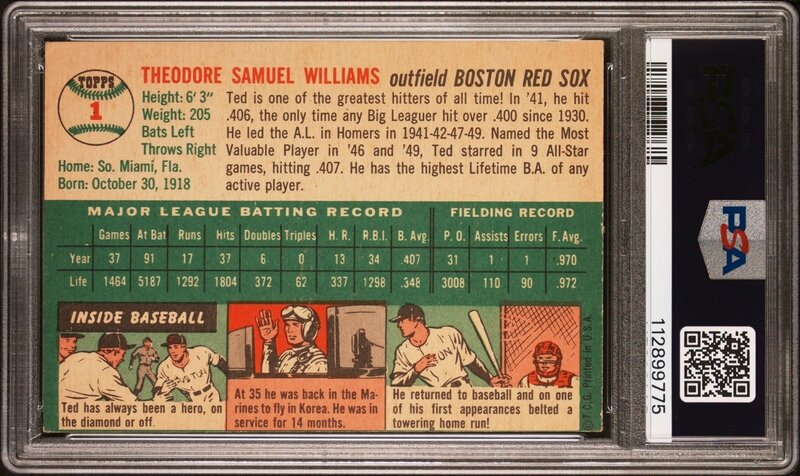 TOPPS
1
THEODORE SAMUEL WILLIAMS outfield BOSTON RED SOX
Height: 6' 3"
Weight: 205
Bats Left
Throws Right
Home: So. Miami, Fla.
Born: October 30, 1918
Ted is one of the greatest hitters of all time! In '41, he hit
.406, the only time any Big Leaguer hit over .400 since 1930.
He led the A.L. in Homers in 1941-42-47-49. Named the Most
Valuable Player in '46 and '49, Ted starred in 9 All-Star
games, hitting .407. He has the highest Lifetime B.A. of any
active player.
MAJOR LEAGUE BATTING RECORD FIELDING RECORD
Games At Bat Runs Hits Doubles Triples H. R. R.B.I. B. Avg. P. O. Assists Errors F. Avg.
Year 37 91 17 37 6 0 13 34 .407 31 1 1 .970
Life 1464 5187 1292 1804 372 62 337 1298 .348 3008 110 90 .972
INSIDE BASEBALL
Ted has always been a hero, on
the diamond or off.
At 35 he was back in the Ma-
rines to fly in Korea. He was in
service for 14 months.
He returned to baseball and on one
of his first appearances belted a
towering home run!
© T. C. G. Printed in U.S.A.
PSA
112899775